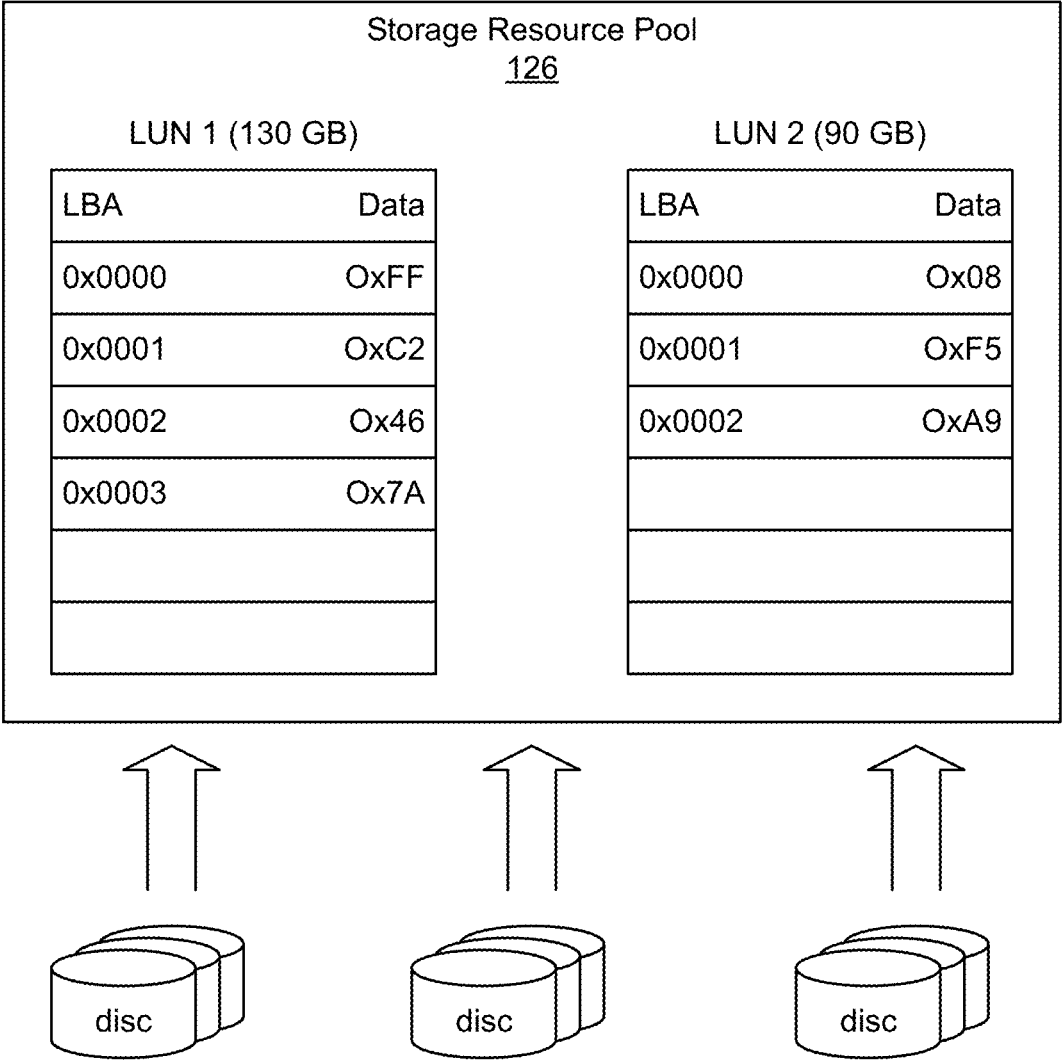 Storage Resource Pool
126
LUN 1 (130 GB)
LBA Data
0x0000 OxFF
0x0001 OxC2
0x0002 Ox46
0x0003 Ox7A
LUN 2 (90 GB)
LBA Data
0x0000 Ox08
0x0001 OxF5
0x0002 OxA9
disc
disc
disc